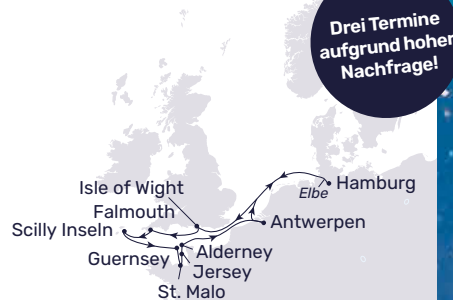 Drei Termine
aufgrund hoher
Nachfrage!
Elbe
Hamburg
Isle of Wight
Falmouth
Scilly Inseln
Antwerpen
Guernsey
Alderney
Jersey
St. Malo